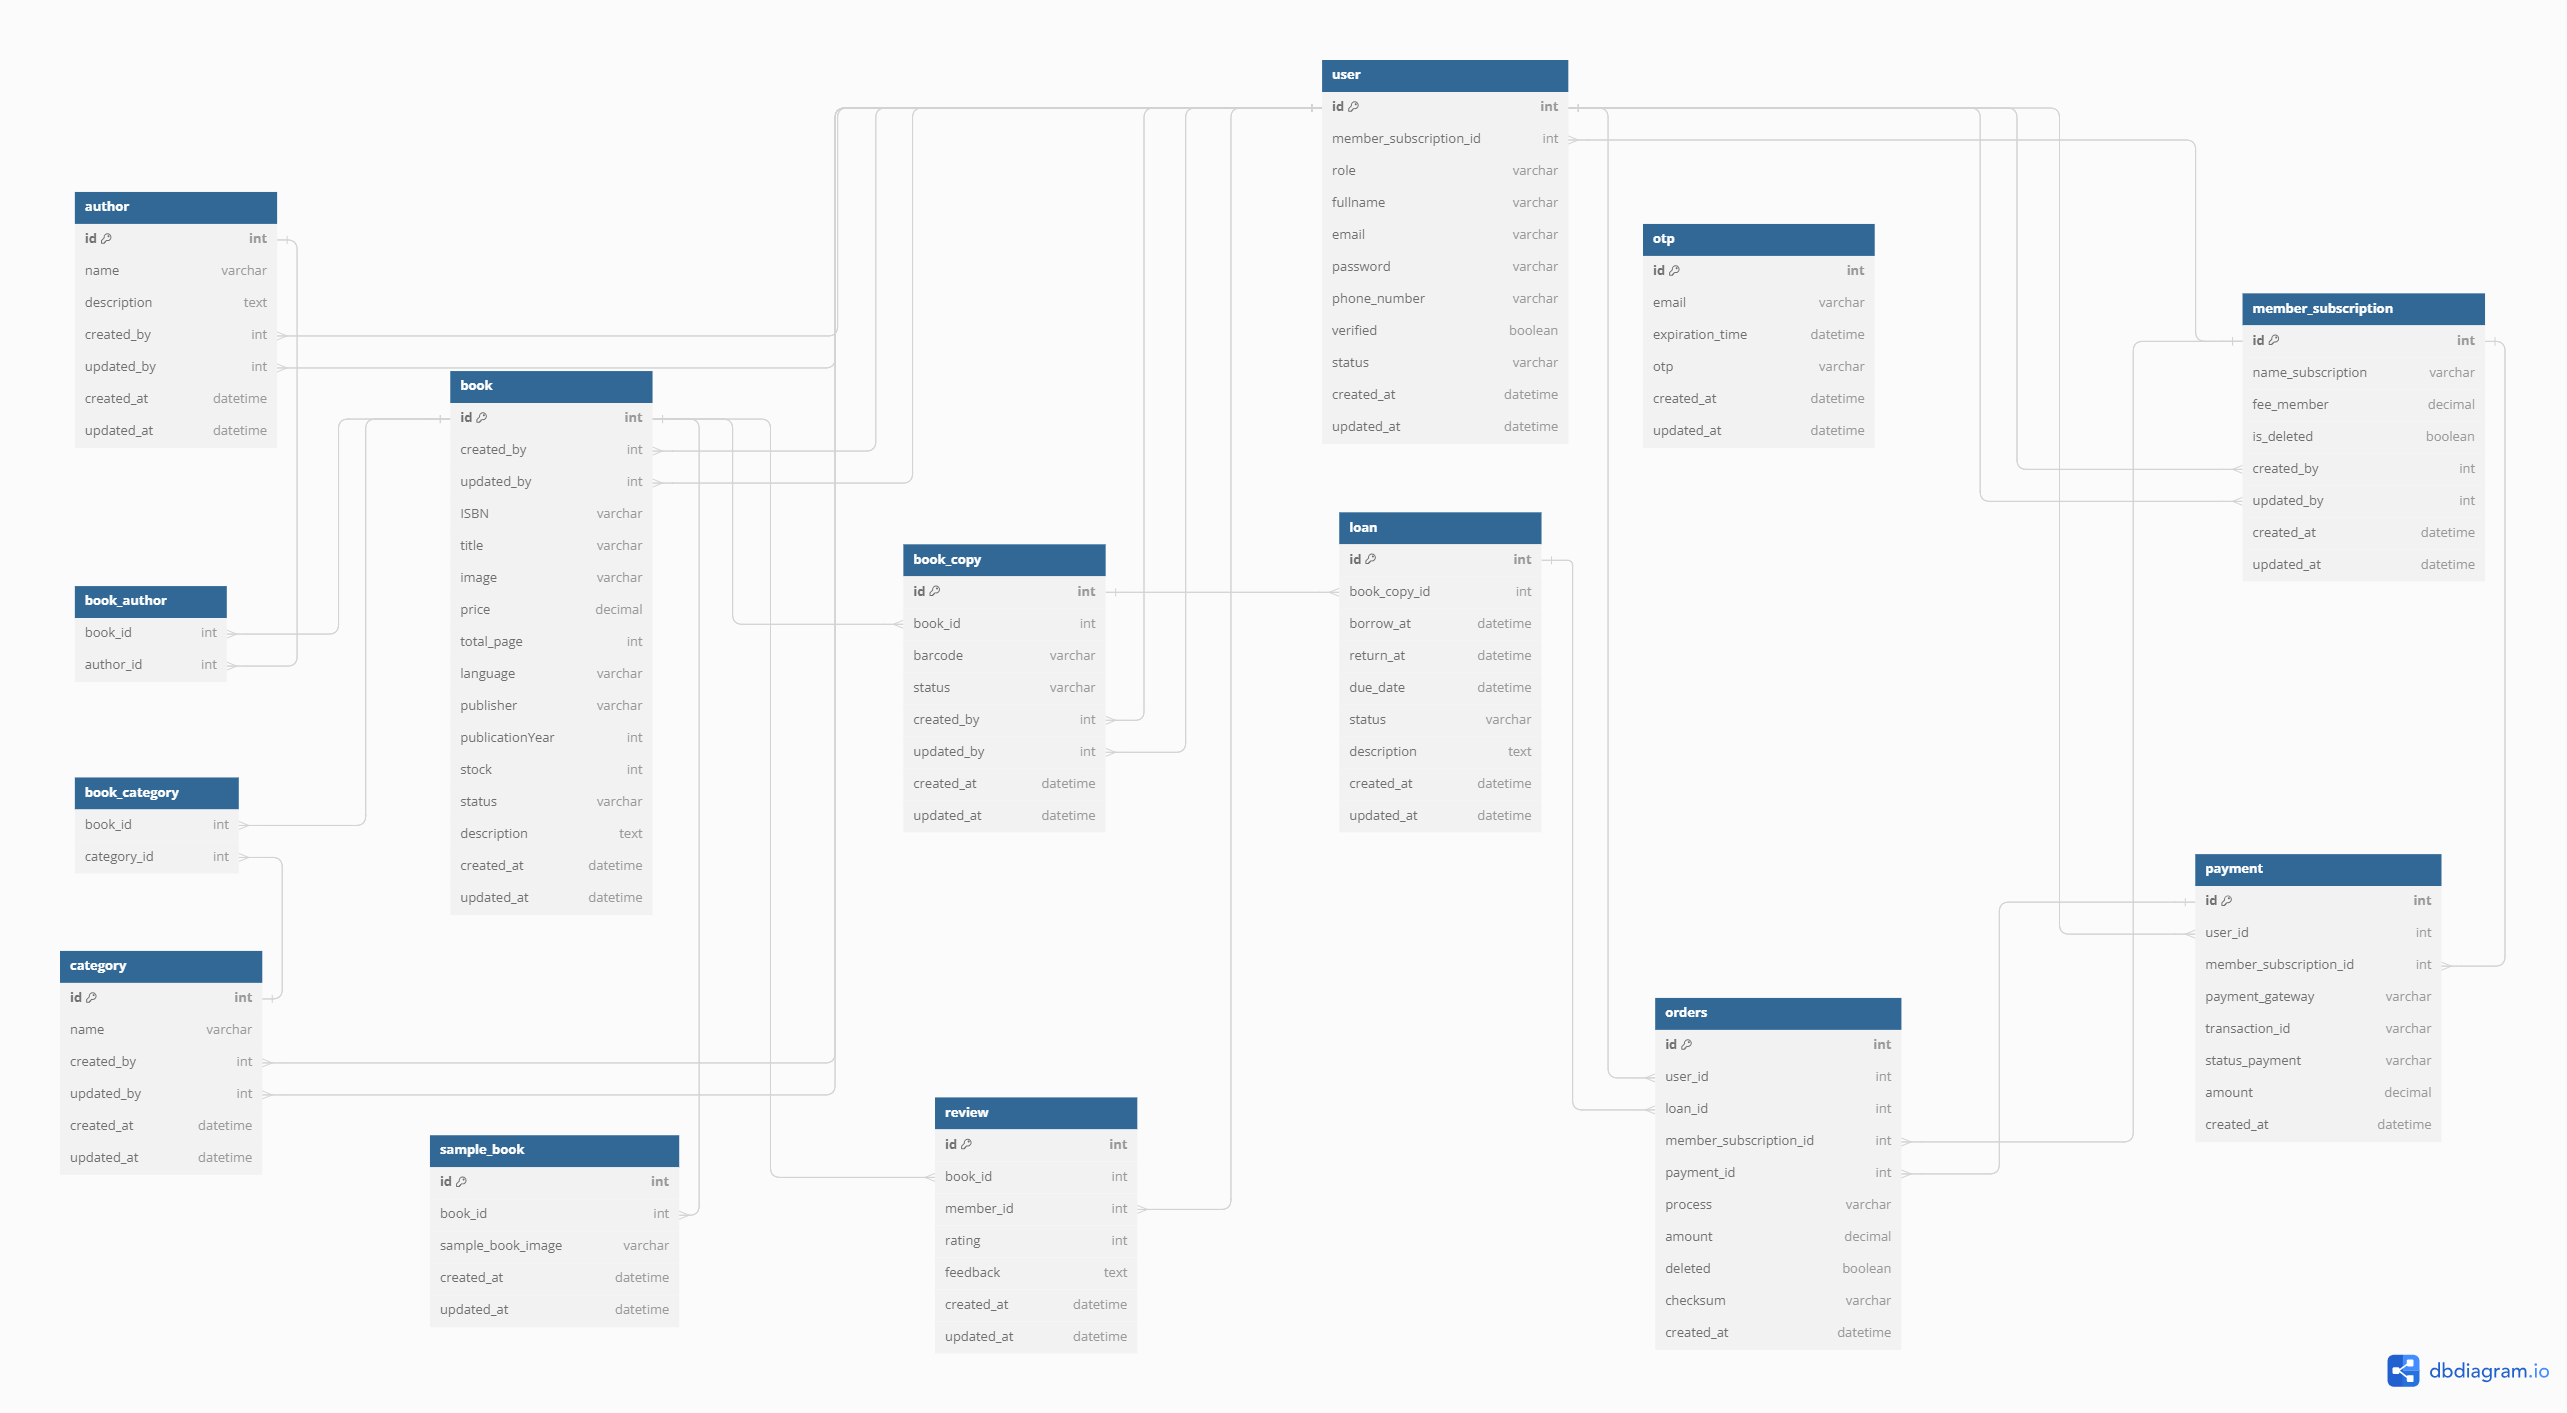 user
id int
member_subscription_id int
role varchar
fullname varchar
email varchar
password varchar
phone_number varchar
verified boolean
status varchar
created_at datetime
updated_at datetime
author
id int
name varchar
description text
created_by int
updated_by int
created_at datetime
updated_at datetime
otp
id int
email varchar
expiration_time datetime
otp varchar
created_at datetime
updated_at datetime
member_subscription
id int
name_subscription varchar
fee_member decimal
is_deleted boolean
created_by int
updated_by int
created_at datetime
updated_at datetime
book
id int
created_by int
updated_by int
ISBN varchar
title varchar
image varchar
price decimal
total_page int
language varchar
publisher varchar
publicationYear int
stock int
status varchar
description text
created_at datetime
updated_at datetime
loan
id int
book_copy_id int
borrow_at datetime
return_at datetime
due_date datetime
status varchar
description text
created_at datetime
updated_at datetime
book_copy
id int
book_id int
barcode varchar
status varchar
created_by int
updated_by int
created_at datetime
updated_at datetime
book_author
book_id int
author_id int
book_category
book_id int
category_id int
payment
id int
user_id int
member_subscription_id int
payment_gateway varchar
transaction_id varchar
status_payment varchar
amount decimal
created_at datetime
category
id int
name varchar
created_by int
updated_by int
created_at datetime
updated_at datetime
orders
id int
user_id int
loan_id int
member_subscription_id int
payment_id int
process varchar
amount decimal
deleted boolean
checksum varchar
created_at datetime
review
id int
book_id int
member_id int
rating int
feedback text
created_at datetime
updated_at datetime
sample_book
id int
book_id int
sample_book_image varchar
created_at datetime
updated_at datetime
dbdiagram.io